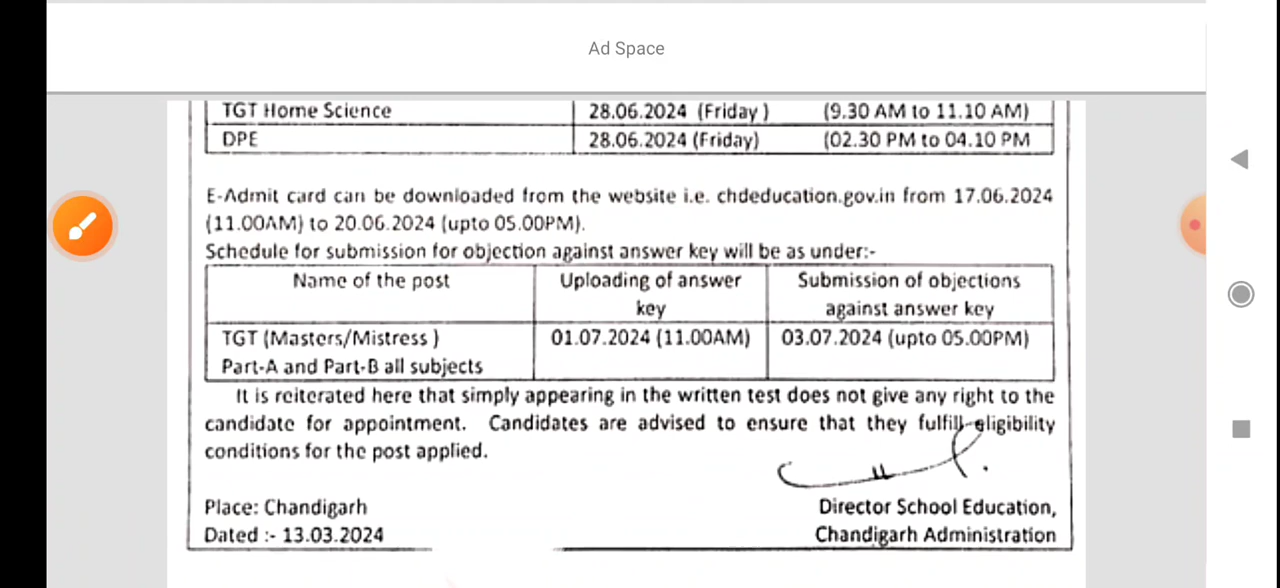 Ad Space
TGT Home Science 28.06.2024 (Friday ) (9.30 AM to 11.10 AM)
DPE 28.06.2024 (Friday) (02.30 PM to 04.10 PM
E-Admit card can be downloaded from the website i.e. chdeducation.gov.in from 17.06.2024
(11.00AM) to 20.06.2024 (upto 05.00PM).
Schedule for submission for objection against answer key will be as under:-
Name of the post Uploading of answer Submission of objections
key against answer key
TGT (Masters/Mistress ) 01.07.2024 (11.00AM) 03.07.2024 (upto 05.00PM)
Part-A and Part-B all subjects
It is reiterated here that simply appearing in the written test does not give any right to the
candidate for appointment. Candidates are advised to ensure that they fulfill eligibility
conditions for the post applied.
Place: Chandigarh Director School Education,
Dated :- 13.03.2024 Chandigarh Administration